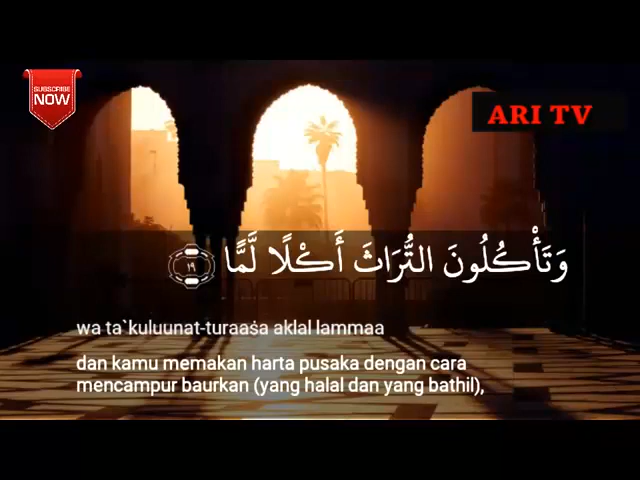 SUBSCRIBE
NOW
ARI TV
وَتَأْكُلُونَ التُّرَاثَ أَكْلًا لَّمًّا ١٩
wa ta`kuluunat-turaaṡa aklal lammaa
dan kamu memakan harta pusaka dengan cara
mencampur baurkan (yang halal dan yang bathil),